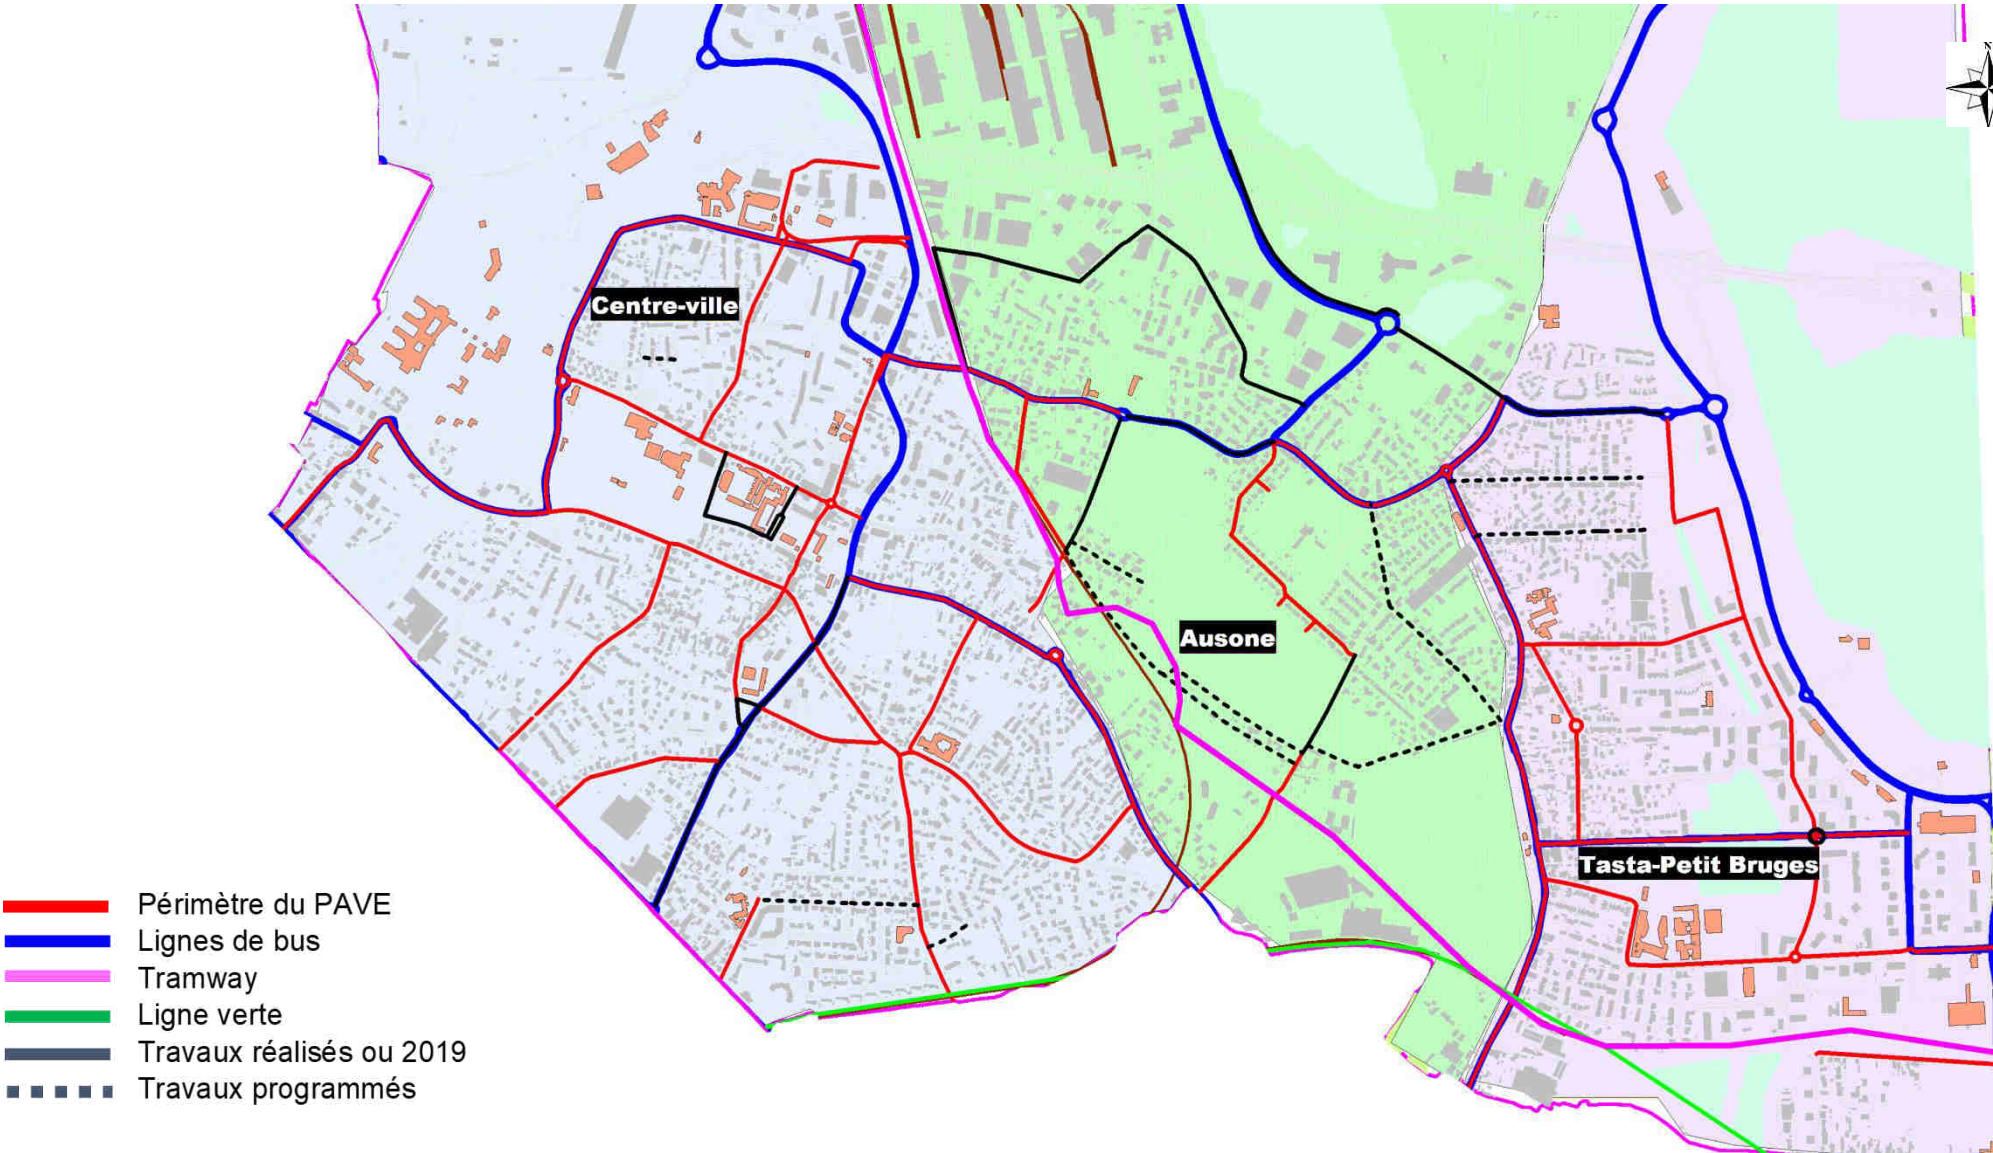 N
Centre-ville
Ausone
Tasta-Petit Bruges
Périmètre du PAVE
Lignes de bus
Tramway
Ligne verte
Travaux réalisés ou 2019
Travaux programmés